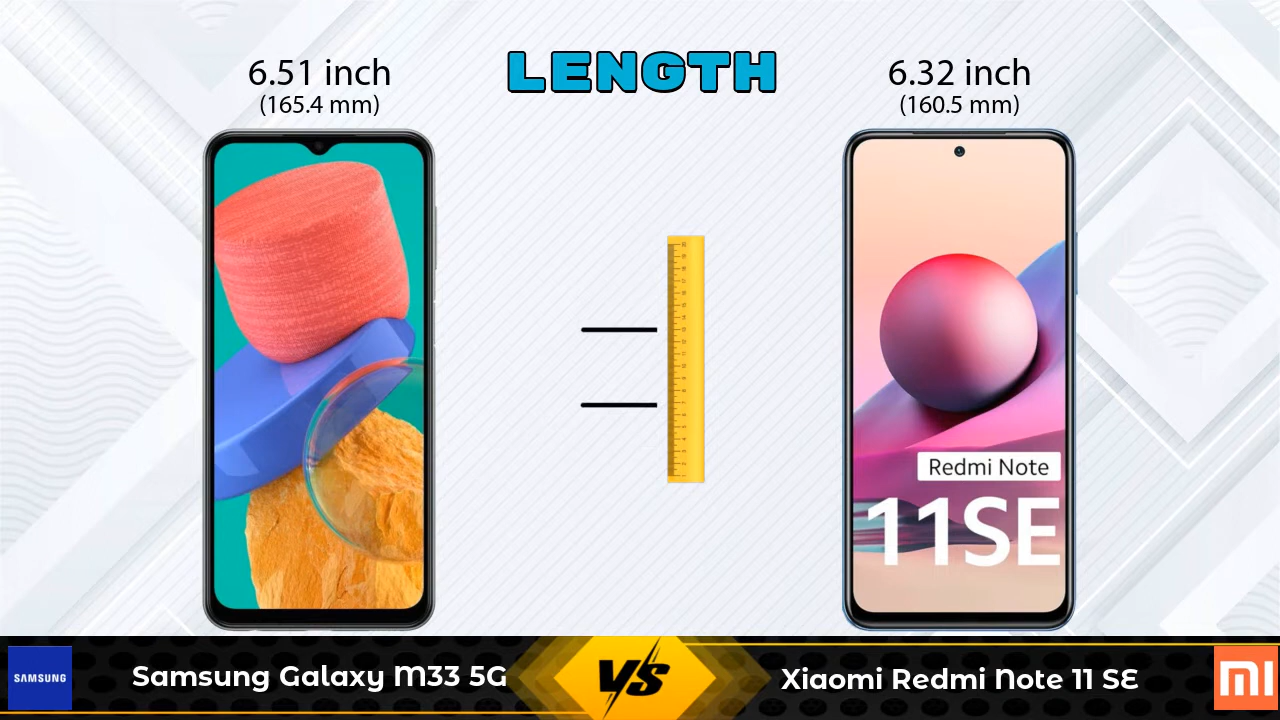 LENGTH
6.51 inch
(165.4 mm)
6.32 inch
(160.5 mm)
Redmi Note
11SE
SAMSUNG
Samsung Galaxy M33 5G
VS
Xiaomi Redmi Note 11 SE
MI